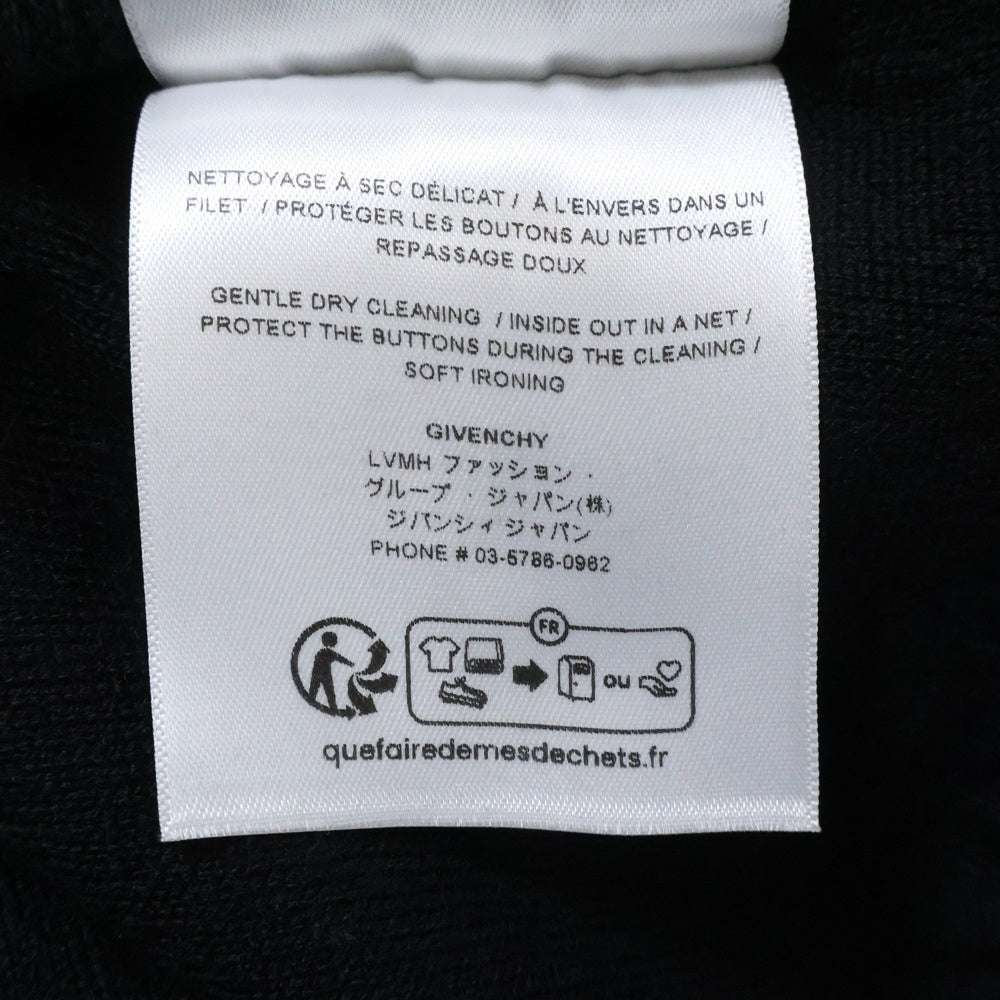 NETTOYAGE À SEC DÉLICAT / À L'ENVERS DANS UN
FILET / PROTÉGER LES BOUTONS AU NETTOYAGE /
REPASSAGE DOUX
GENTLE DRY CLEANING / INSIDE OUT IN A NET /
PROTECT THE BUTTONS DURING THE CLEANING /
SOFT IRONING
GIVENCHY
LVMH ファッション ·
グループ · ジャパン(株)
ジバンシィ ジャパン
PHONE # 03-5786-0962
FR
ou
quefairedemesdechets.fr